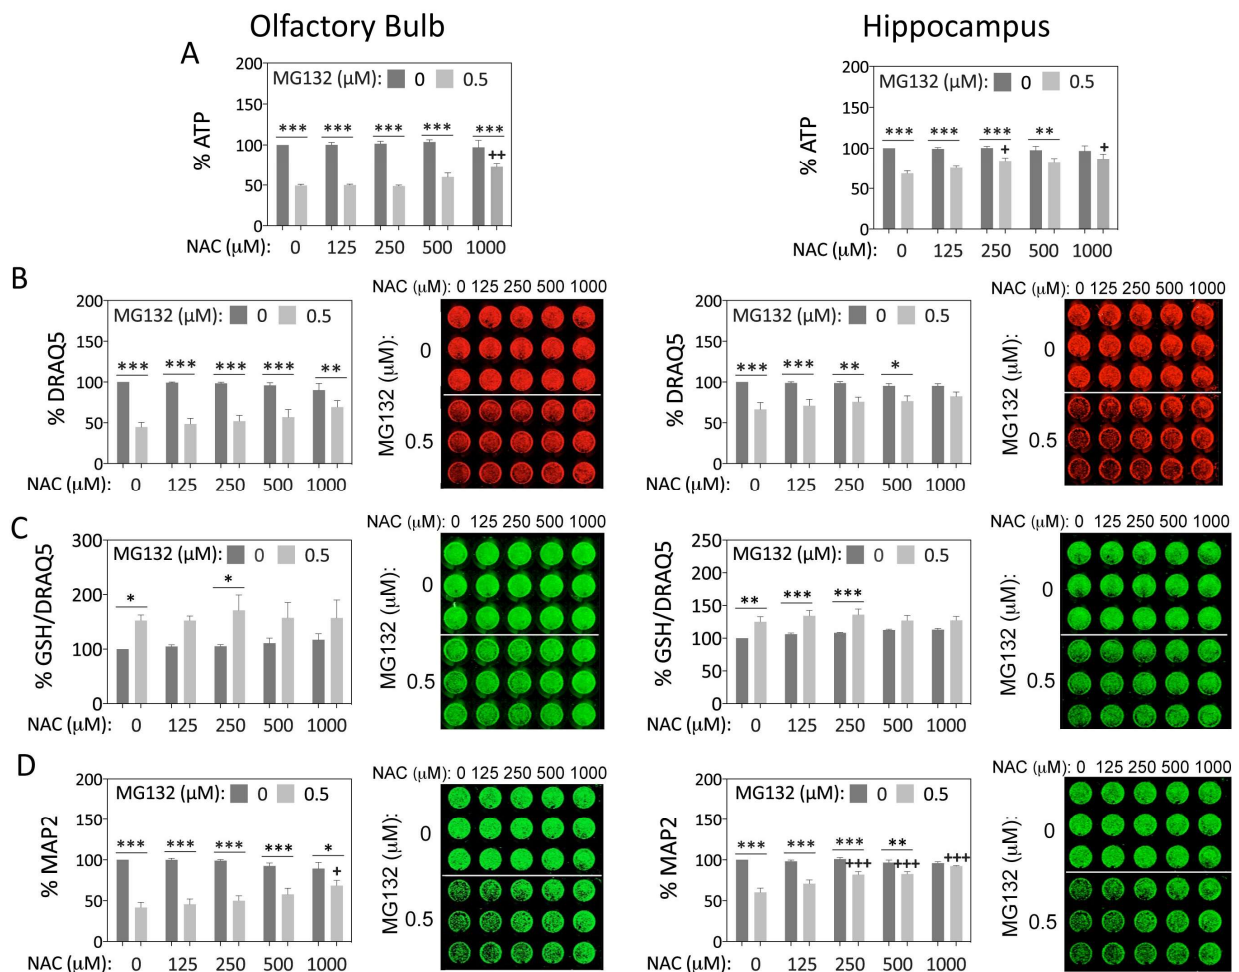 Olfactory Bulb
Hippocampus
A
MG132 (μM): 0 0.5
% ATP
200
150
100
50
0
*** *** *** *** ***
++
NAC (μM): 0 125 250 500 1000
MG132 (μM): 0 0.5
% ATP
200
150
100
50
0
*** *** *** **
+ +
NAC (μM): 0 125 250 500 1000
B
MG132 (μM): 0 0.5
% DRAQ5
200
150
100
50
0
*** *** *** *** **
NAC (μM): 0 125 250 500 1000
NAC (μM): 0 125 250 500 1000
MG132 (μM):
0
0.5
MG132 (μM): 0 0.5
% DRAQ5
200
150
100
50
0
*** *** ** *
NAC (μM): 0 125 250 500 1000
NAC (μM): 0 125 250 500 1000
MG132 (μM):
0
0.5
C
MG132 (μM): 0 0.5
% GSH/DRAQ5
300
200
100
0
* *
NAC (μM): 0 125 250 500 1000
NAC (μM): 0 125 250 500 1000
MG132 (μM):
0
0.5
MG132 (μM): 0 0.5
% GSH/DRAQ5
250
200
150
100
50
0
** *** ***
NAC (μM): 0 125 250 500 1000
NAC (μM): 0 125 250 500 1000
MG132 (μM):
0
0.5
D
MG132 (μM): 0 0.5
% MAP2
200
150
100
50
0
*** *** *** *** *
+
NAC (μM): 0 125 250 500 1000
NAC (μM): 0 125 250 500 1000
MG132 (μM):
0
0.5
MG132 (μM): 0 0.5
% MAP2
200
150
100
50
0
*** *** *** **
+++ +++ +++
NAC (μM): 0 125 250 500 1000
NAC (μM): 0 125 250 500 1000
MG132 (μM):
0
0.5